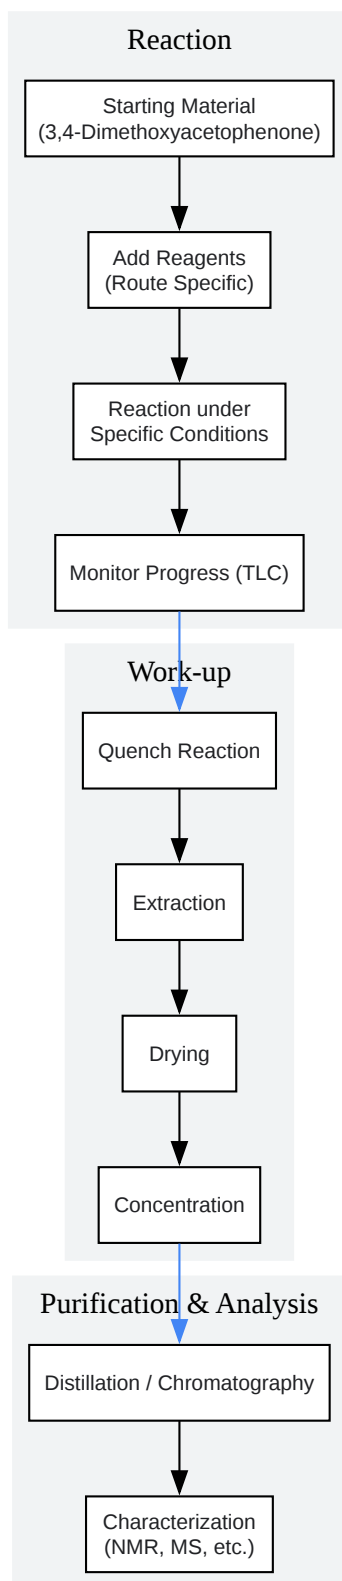 Reaction
Starting Material
(3,4-Dimethoxyacetophenone)
Add Reagents
(Route Specific)
Reaction under
Specific Conditions
Monitor Progress (TLC)
Work-up
Quench Reaction
Extraction
Drying
Concentration
Purification & Analysis
Distillation / Chromatography
Characterization
(NMR, MS, etc.)